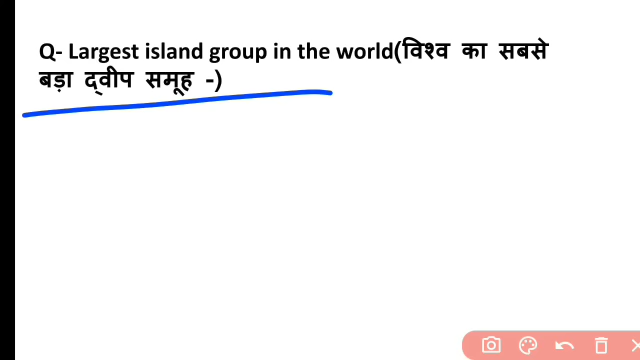 Q- Largest island group in the world(विश्व का सबसे
बड़ा द्वीप समूह -)